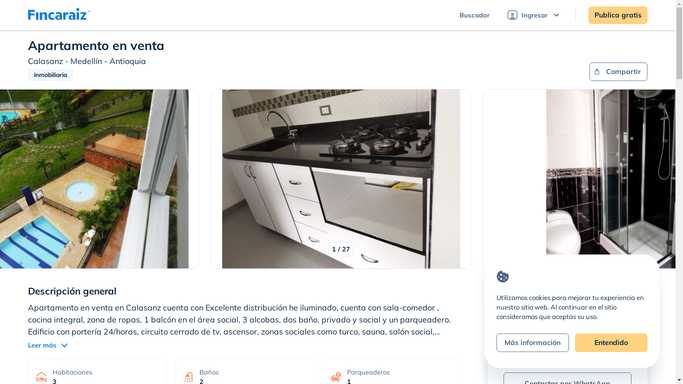 Fincaraiz
Buscador
Ingresar
Publica gratis
Apartamento en venta
Calasanz - Medellín - Antioquia
Inmobiliaria
Compartir
1 / 27
Descripción general
Apartamento en venta en Calasanz cuenta con Excelente distribución he iluminado, cuenta con sala-comedor ,
cocina integral, zona de ropas, 1 balcón en el área social, 3 alcobas, dos baño, privado y social y un parqueadero.
Edificio con portería 24/horas, circuito cerrado de tv, ascensor, zonas sociales como turco, sauna, salón social,...
Leer más
Habitaciones
3
Baños
2
Parqueaderos
1
Utilizamos cookies para mejorar tu experiencia en
nuestro sitio web. Al continuar en el sitio
consideramos que aceptas su uso.
Más información
Entendido
Contactar por WhatsApp